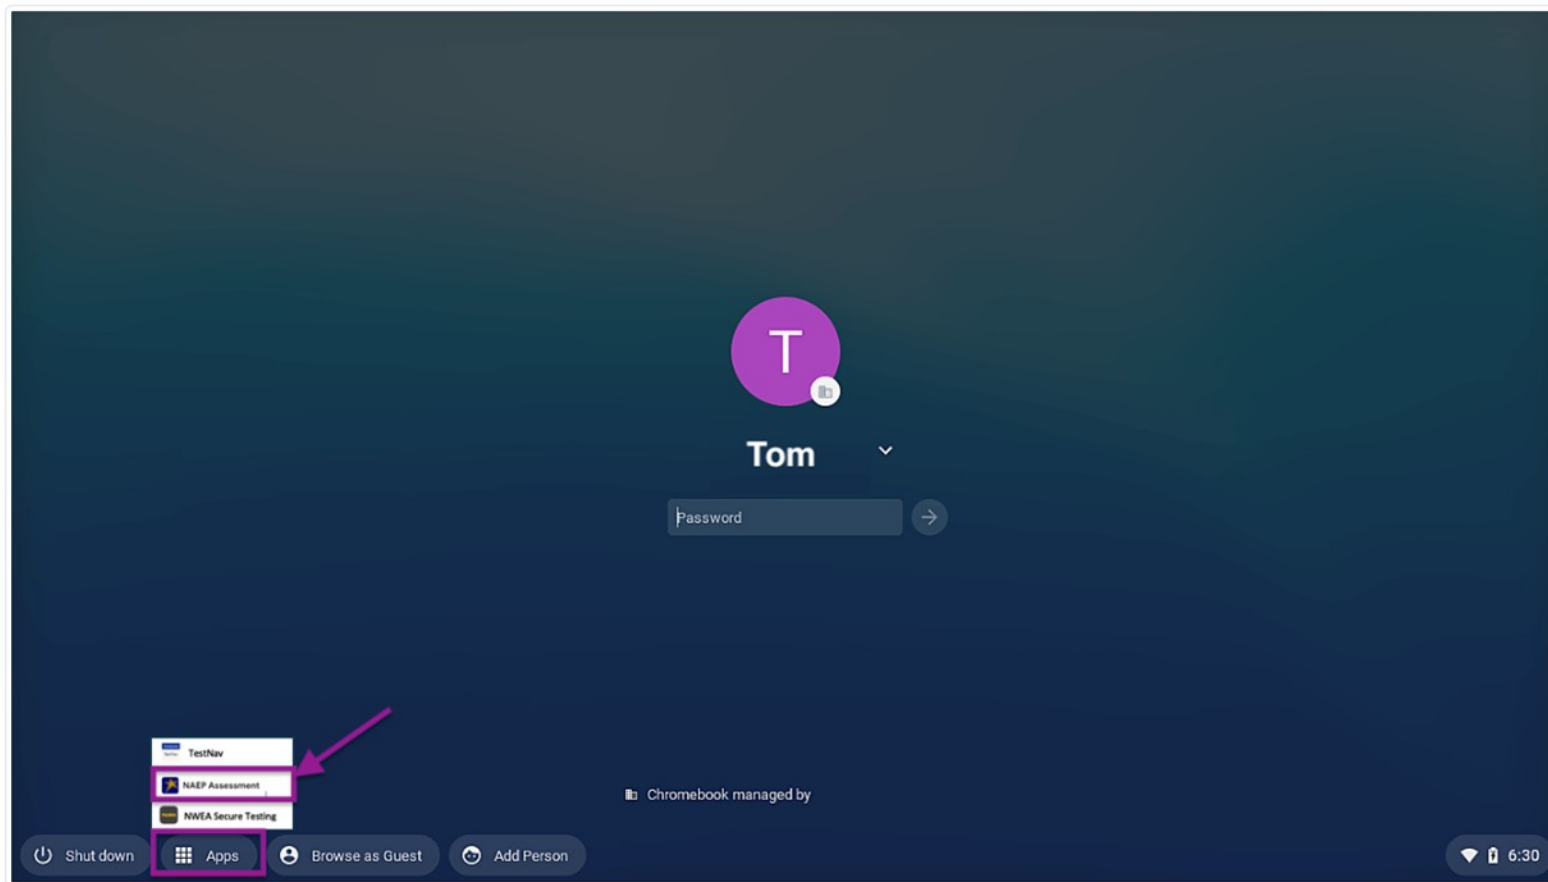 T
Tom
Password
TestNav
NAEP Assessment
NWEA Secure Testing
Chromebook managed by
Shut down
Apps
Browse as Guest
Add Person
6:30